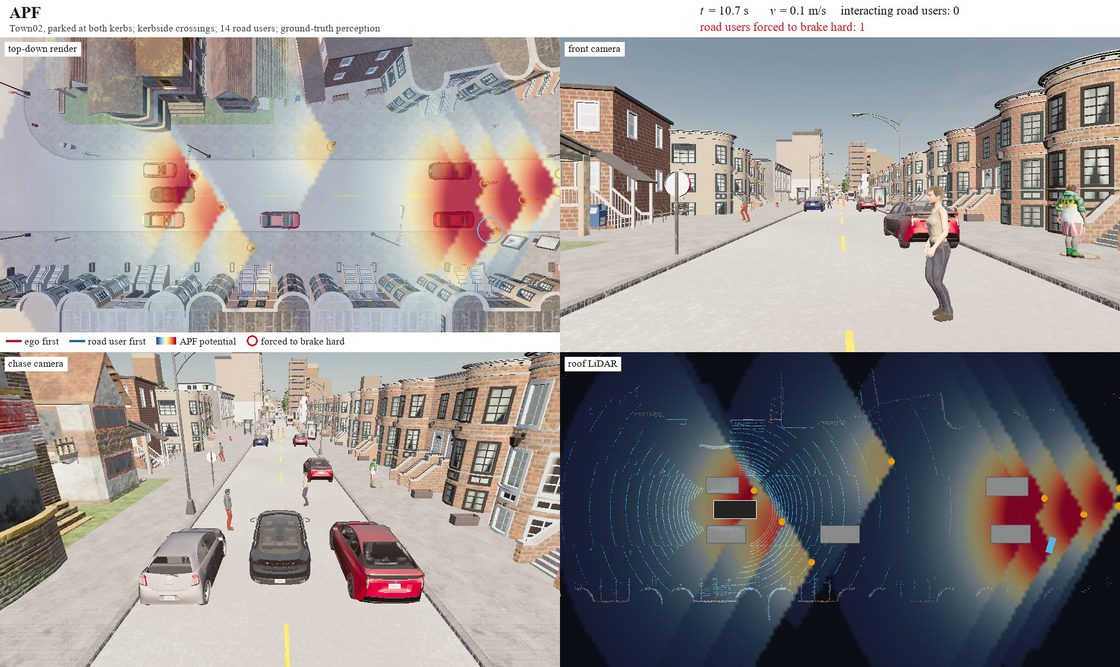 APF
Town02, parked at both kerbs; kerbside crossings; 14 road users; ground-truth perception
t = 10.7 s v = 0.1 m/s interacting road users: 0
road users forced to brake hard: 1
top-down render
front camera
ego first road user first APF potential forced to brake hard
chase camera
roof LiDAR